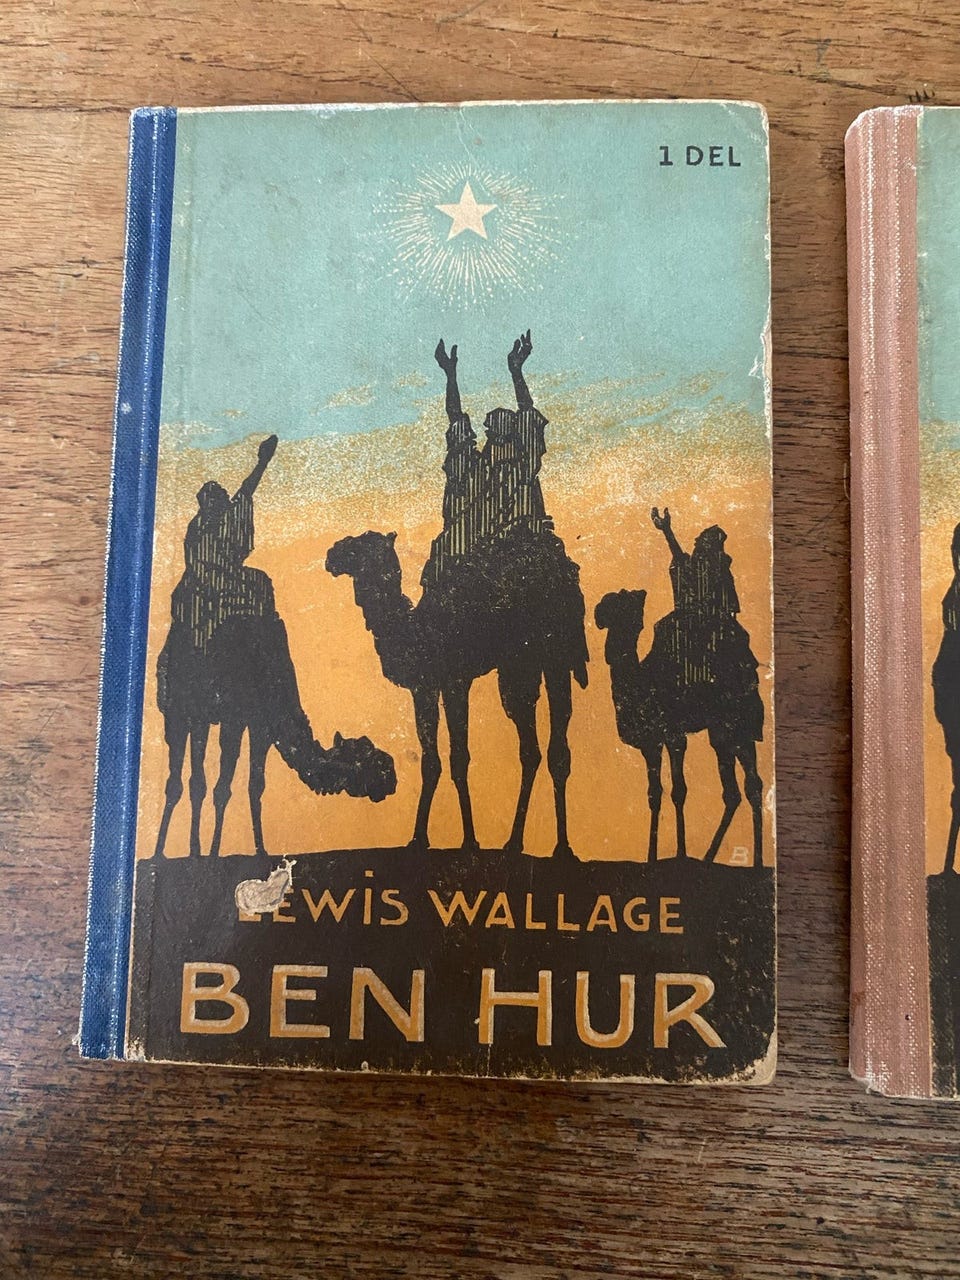 1 DEL
B
LEWiS WALLAGE
BEN HUR